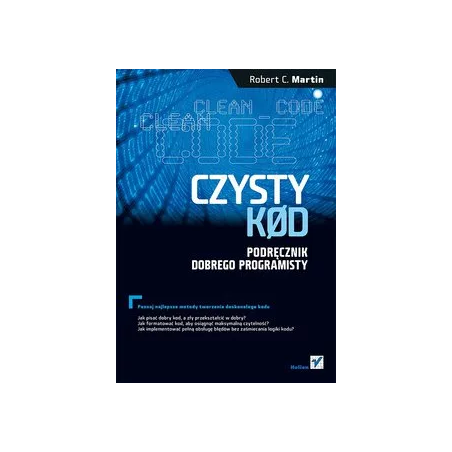 Robert C. Martin
CLEAN CODE
CLEAN
CODE
CZYSTY
KØD
PODRĘCZNIK
DOBREGO PROGRAMISTY
Poznaj najlepsze metody tworzenia doskonałego kodu
Jak pisać dobry kod, a zły przekształcić w dobry?
Jak formatować kod, aby osiągnąć maksymalną czytelność?
Jak implementować pełną obsługę błędów bez zaśmiecania logiki kodu?
Helion